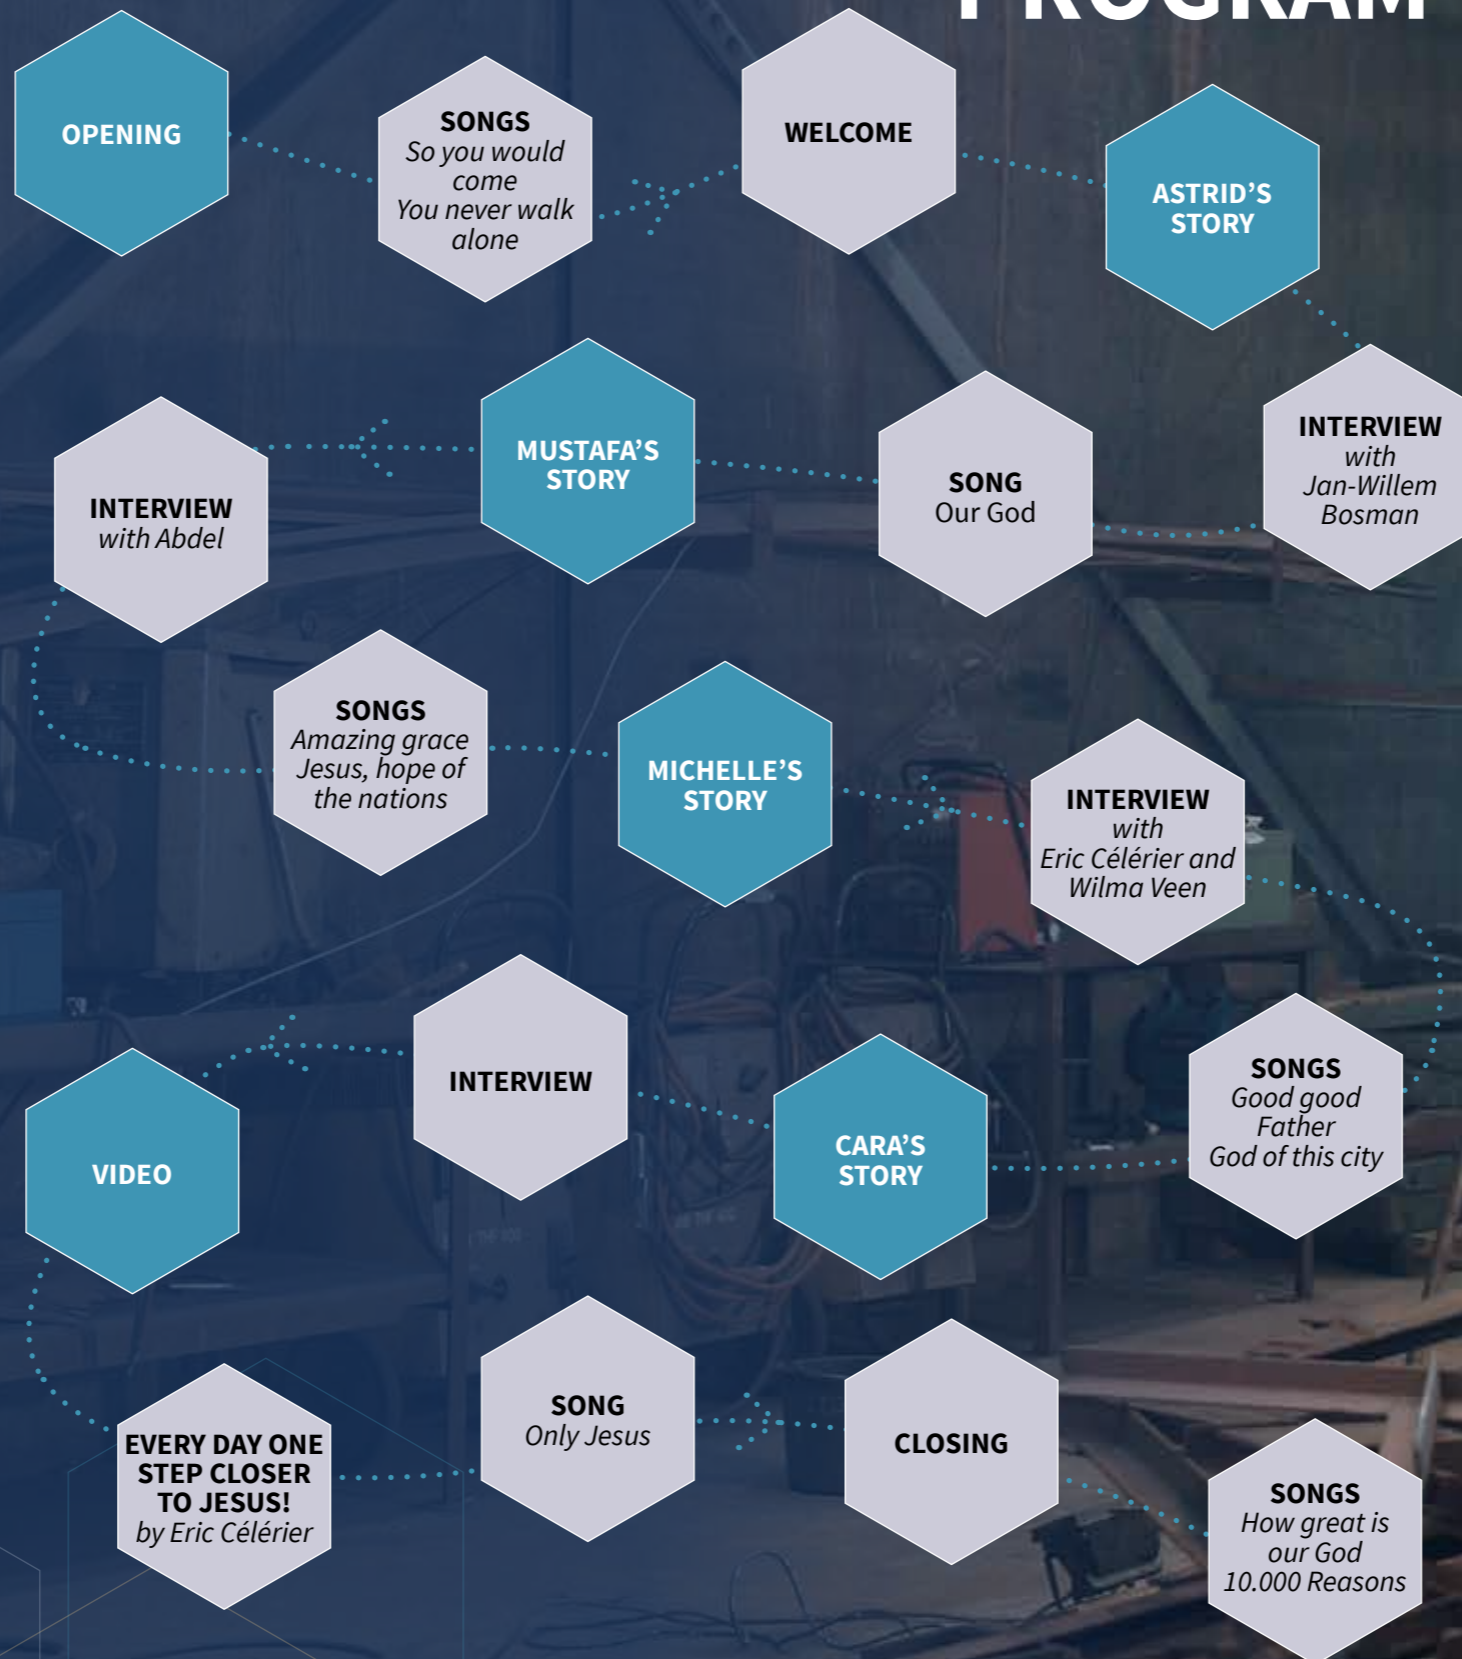 PROGRAM
OPENING
SONGS
So you would
come
You never walk
alone
WELCOME
ASTRID'S
STORY
INTERVIEW
with
Jan-Willem
Bosman
SONG
Our God
MUSTAFA'S
STORY
INTERVIEW
with Abdel
SONGS
Amazing grace
Jesus, hope of
the nations
MICHELLE'S
STORY
INTERVIEW
with
Eric Célérier and
Wilma Veen
SONGS
Good good
Father
God of this city
CARA'S
STORY
INTERVIEW
VIDEO
EVERY DAY ONE
STEP CLOSER
TO JESUS!
by Eric Célérier
SONG
Only Jesus
CLOSING
SONGS
How great is
our God
10.000 Reasons